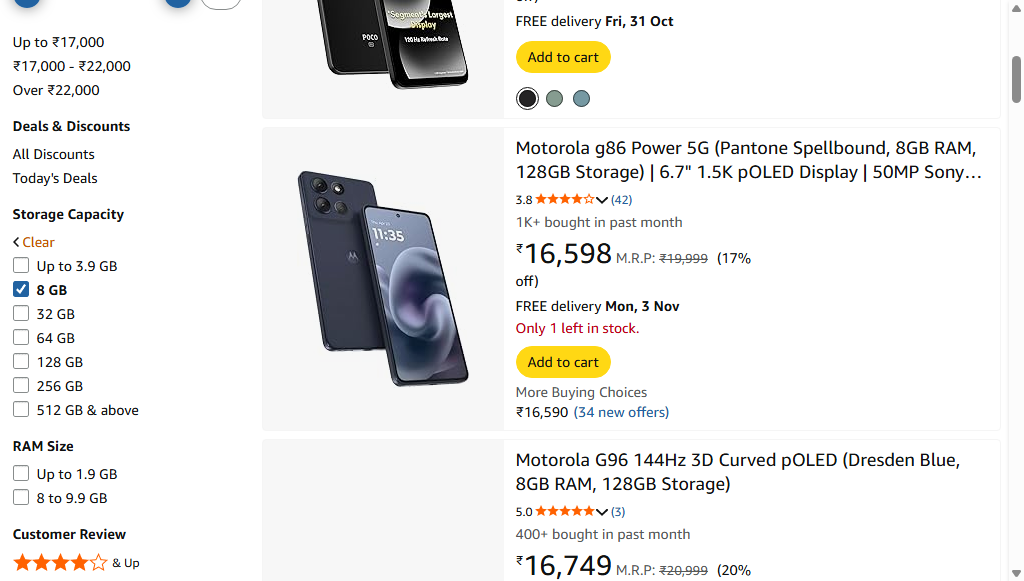 Up to ₹17,000
₹17,000 - ₹22,000
Over ₹22,000
Deals & Discounts
All Discounts
Today's Deals
Storage Capacity
Clear
Up to 3.9 GB
8 GB
32 GB
64 GB
128 GB
256 GB
512 GB & above
RAM Size
Up to 1.9 GB
8 to 9.9 GB
Customer Review
& Up
"Segment's Largest
Display
120 Hz Refresh Rate
POCO
5G
FREE delivery Fri, 31 Oct
Add to cart
Motorola g86 Power 5G (Pantone Spellbound, 8GB RAM,
128GB Storage) | 6.7" 1.5K pOLED Display | 50MP Sony…
3.8 (42)
1K+ bought in past month
₹16,598 M.R.P: ₹19,999 (17%
off)
FREE delivery Mon, 3 Nov
Only 1 left in stock.
Add to cart
More Buying Choices
₹16,590 (34 new offers)
11:35
Motorola G96 144Hz 3D Curved pOLED (Dresden Blue,
8GB RAM, 128GB Storage)
5.0 (3)
400+ bought in past month
₹16,749 M.R.P: ₹20,999 (20%